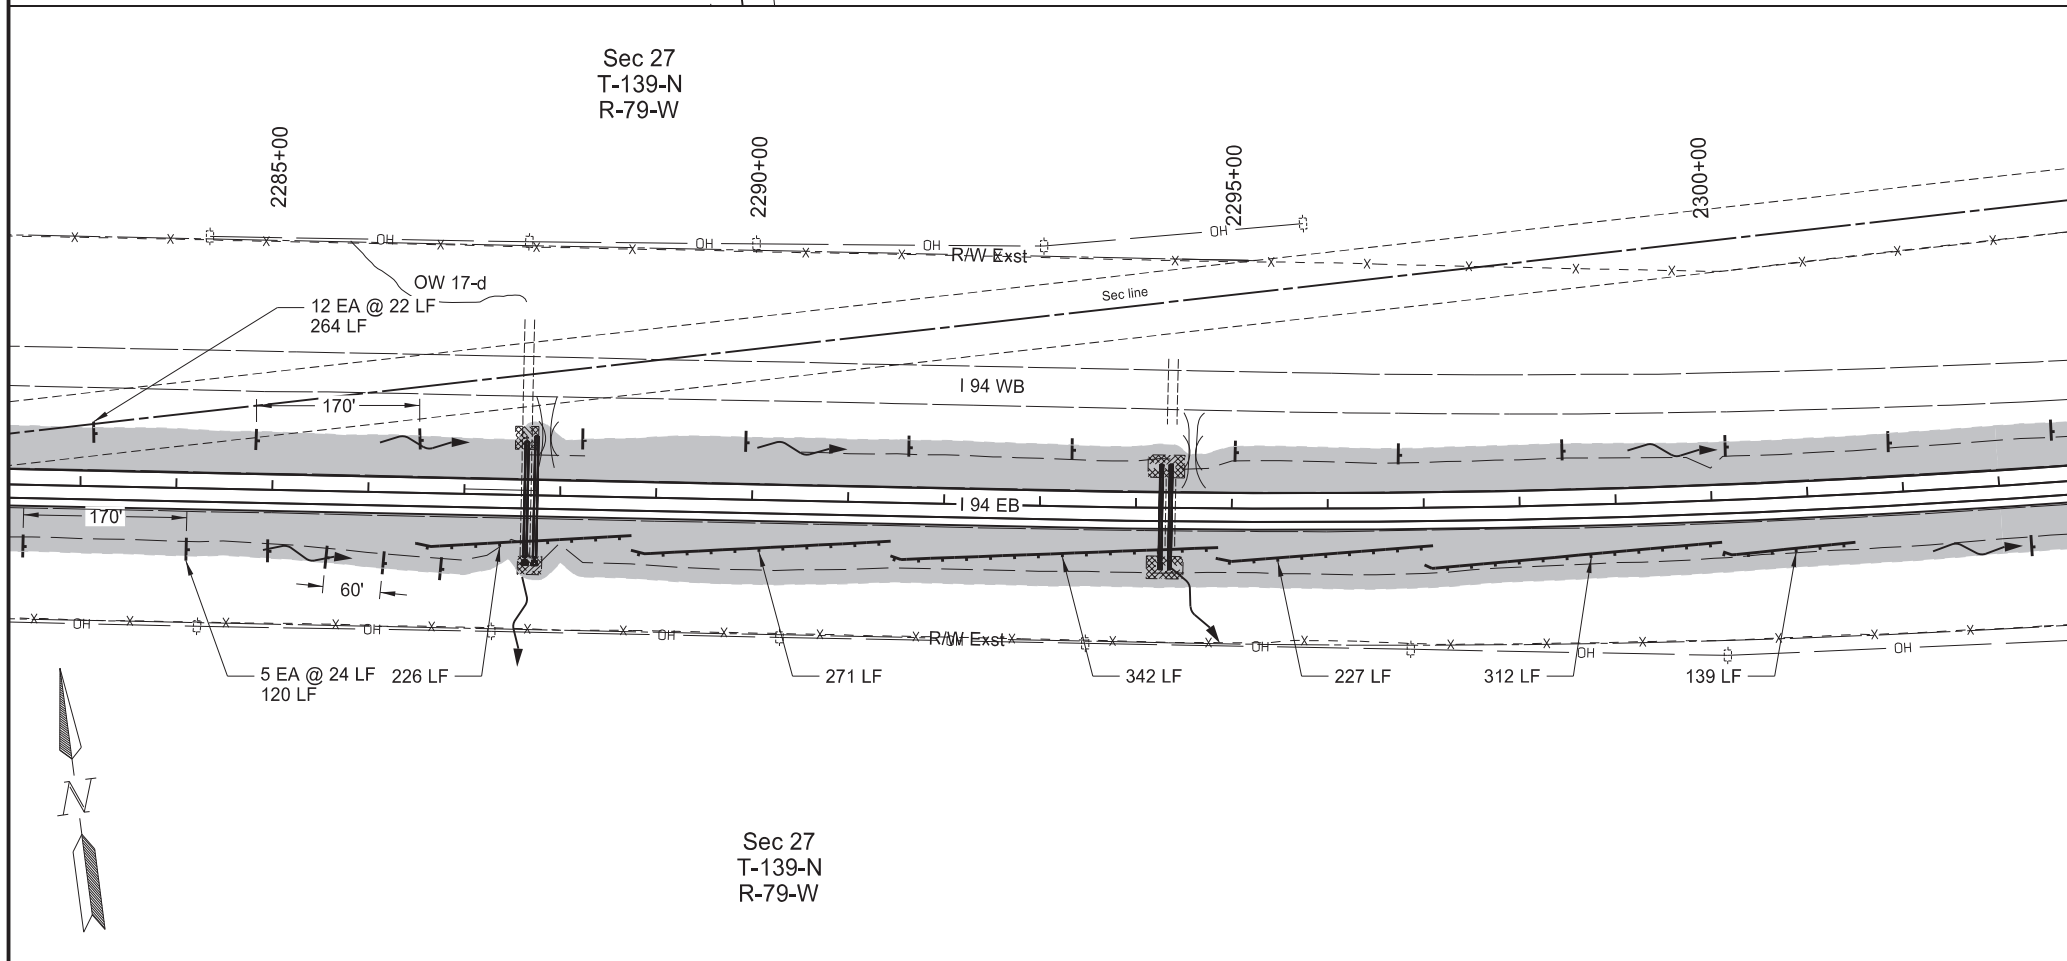 Sec 27
T-139-N
R-79-W
2285+00
2290+00
2295+00
2300+00
OH
OH
OH
OH
R/W Exst
OW 17-d
Sec line
12 EA @ 22 LF
264 LF
I 94 WB
170'
I 94 EB
170'
60'
OH
OH
OH
R/W Exst
OH
OH
OH
OH
5 EA @ 24 LF
120 LF
226 LF
271 LF
342 LF
227 LF
312 LF
139 LF
N
Sec 27
T-139-N
R-79-W